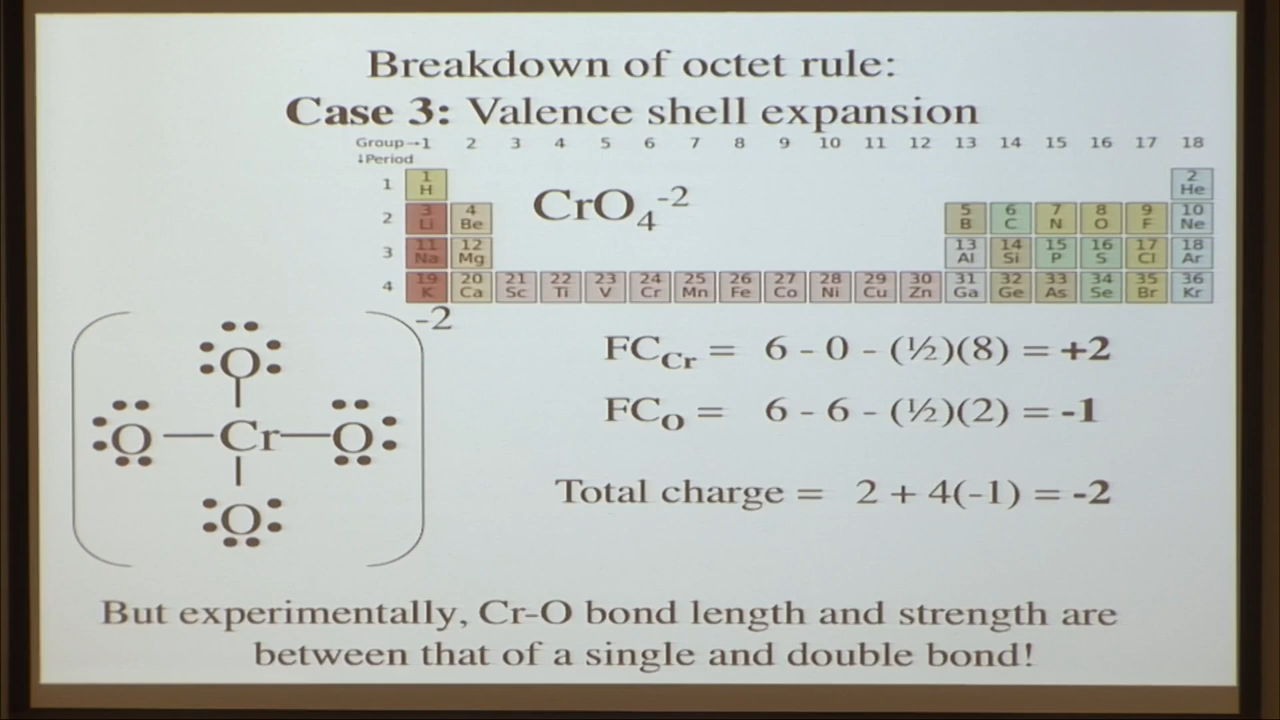 Breakdown of octet rule:
Case 3: Valence shell expansion
Group→1 2 3 4 5 6 7 8 9 10 11 12 13 14 15 16 17 18
↓Period
1 1 H 2 He
CrO₄⁻²
2 3 Li 4 Be 5 B 6 C 7 N 8 O 9 F 10 Ne
3 11 Na 12 Mg 13 Al 14 Si 15 P 16 S 17 Cl 18 Ar
4 19 K 20 Ca 21 Sc 22 Ti 23 V 24 Cr 25 Mn 26 Fe 27 Co 28 Ni 29 Cu 30 Zn 31 Ga 32 Ge 33 As 34 Se 35 Br 36 Kr
-2
O
O Cr O
O
FC_Cr = 6 - 0 - (½)(8) = +2
FC_O = 6 - 6 - (½)(2) = -1
Total charge = 2 + 4(-1) = -2
But experimentally, Cr-O bond length and strength are
between that of a single and double bond!